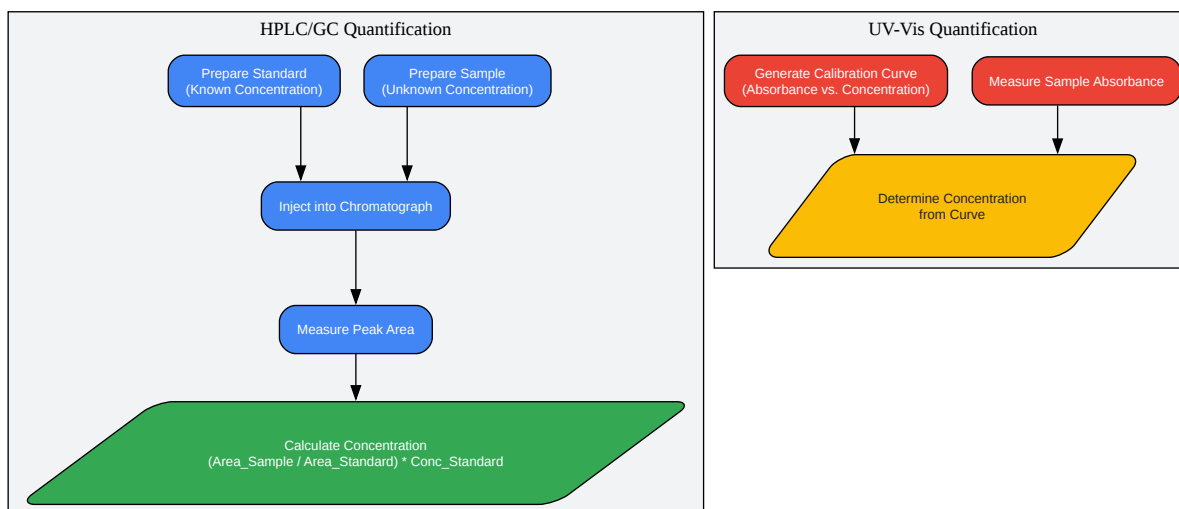 HPLC/GC Quantification
Prepare Standard
(Known Concentration)
Prepare Sample
(Unknown Concentration)
Inject into Chromatograph
Measure Peak Area
Calculate Concentration
(Area_Sample / Area_Standard) * Conc_Standard
UV-Vis Quantification
Generate Calibration Curve
(Absorbance vs. Concentration)
Measure Sample Absorbance
Determine Concentration
from Curve